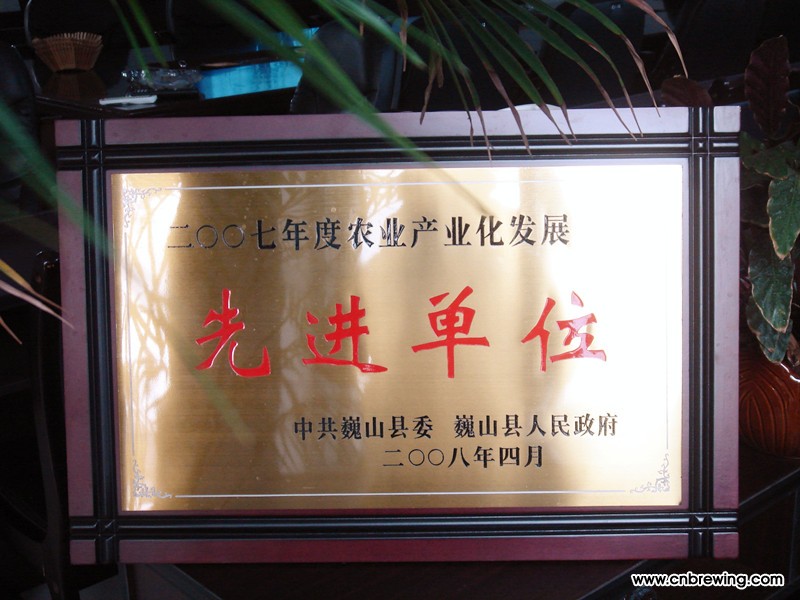 二〇〇七年度农业产业化发展
先进单位
中共巍山县委 巍山县人民政府
二〇〇八年四月
www.cnbrewing.com